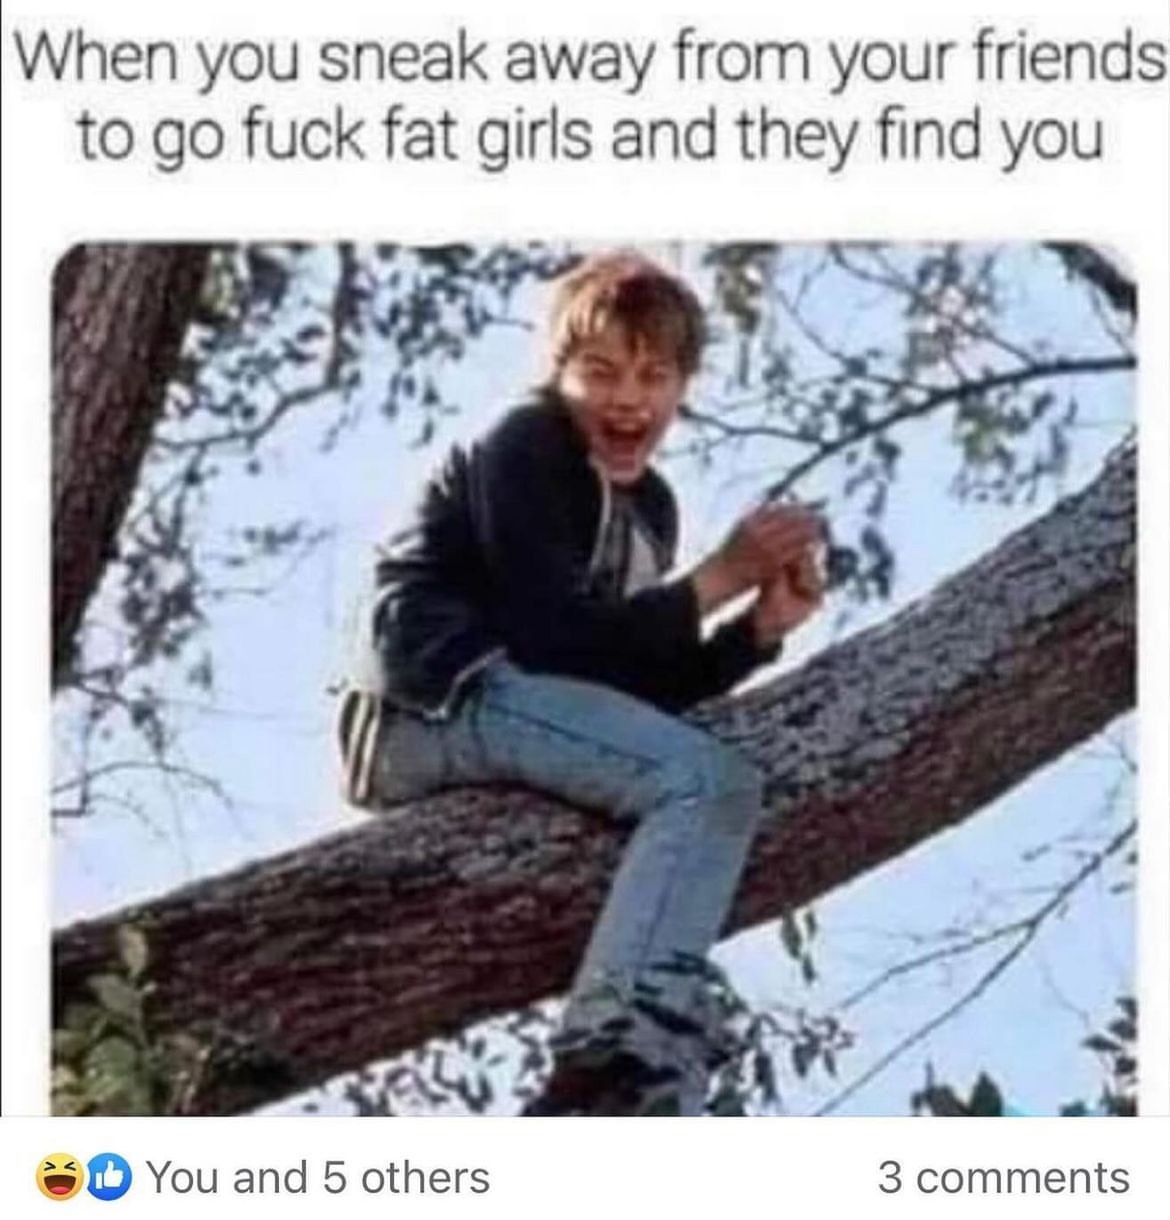 When you sneak away from your friends
to go fuck fat girls and they find you
You and 5 others
3 comments